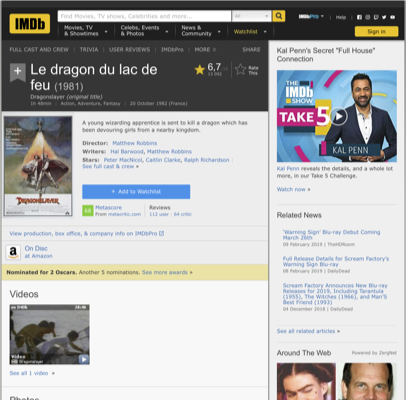 IMDb
Find Movies, TV shows, Celebrities and more...
All
IMDbPro
Help
Movies, TV
& Showtimes
Celebs, Events
& Photos
News &
Community
Watchlist
Sign in
FULL CAST AND CREW | TRIVIA | USER REVIEWS | IMDbPro | MORE
SHARE
+
Le dragon du lac de
feu (1981)
6,7
Rate
This
Dragonslayer (original title)
1h 48min | Action, Adventure, Fantasy | 20 October 1982 (France)
DRAGONSLAYER
A young wizarding apprentice is sent to kill a dragon which has
been devouring girls from a nearby kingdom.
Director: Matthew Robbins
Writers: Hal Barwood, Matthew Robbins
Stars: Peter MacNicol, Caitlin Clarke, Ralph Richardson |
See full cast & crew »
+ Add to Watchlist
Metascore
From metacritic.com
Reviews
112 user | 64 critic
View production, box office, & company info on IMDbPro
a
On Disc
at Amazon
Nominated for 2 Oscars. Another 5 nominations. See more awards »
Videos
Video
See all 1 video »
Photos
Kal Penn's Secret "Full House"
Connection
THE
IMDb
SHOW
TAKE 5
KAL PENN
Kal Penn reveals the details, and a whole lot
more, in our Take 5 Challenge.
Watch now »
Related News
'Warning Sign' Blu-ray Debut Coming
March 26th
09 February 2019 | TheHDRoom
Full Release Details for Scream Factory's
Warning Sign Blu-ray
08 February 2019 | DailyDead
Scream Factory Announces New Blu-ray
Releases for 2019, Including Tarantula
(1955), The Witches (1966), and Man'S
Best Friend (1993)
04 December 2018 | DailyDead
See all related articles »
Around The Web
Powered by ZergNet